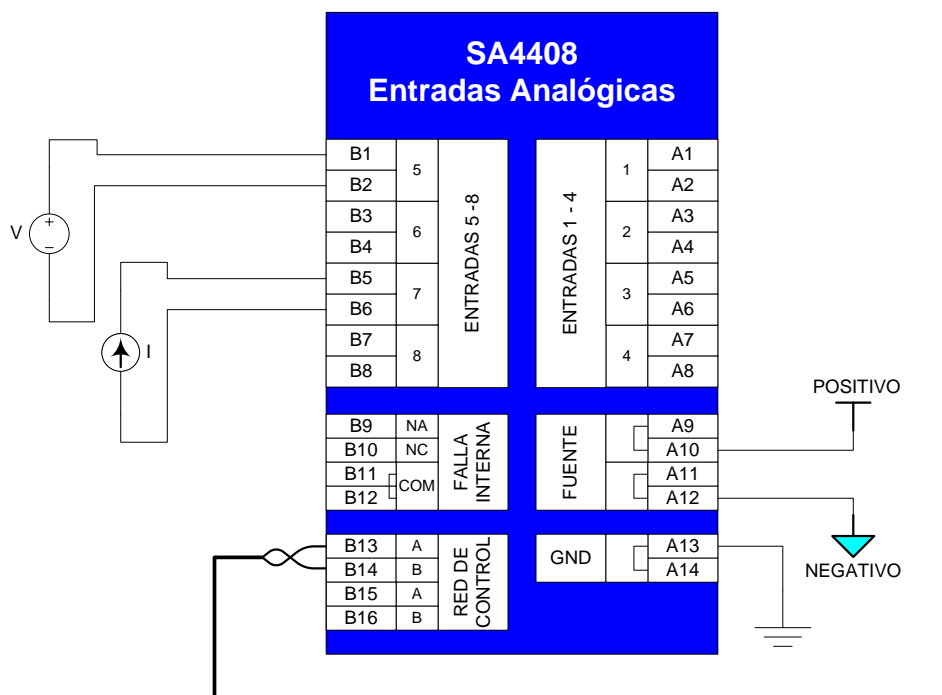 SA4408
Entradas Analógicas
B1
B2
B3
B4
B5
B6
B7
B8
5
6
7
8
ENTRADAS 5 -8
ENTRADAS 1 - 4
1
2
3
4
A1
A2
A3
A4
A5
A6
A7
A8
V
+
−
I
B9 NA
B10 NC
B11
B12
COM
FALLA
INTERNA
FUENTE
A9
A10
A11
A12
POSITIVO
NEGATIVO
B13 A
B14 B
B15 A
B16 B
RED DE
CONTROL
GND
A13
A14